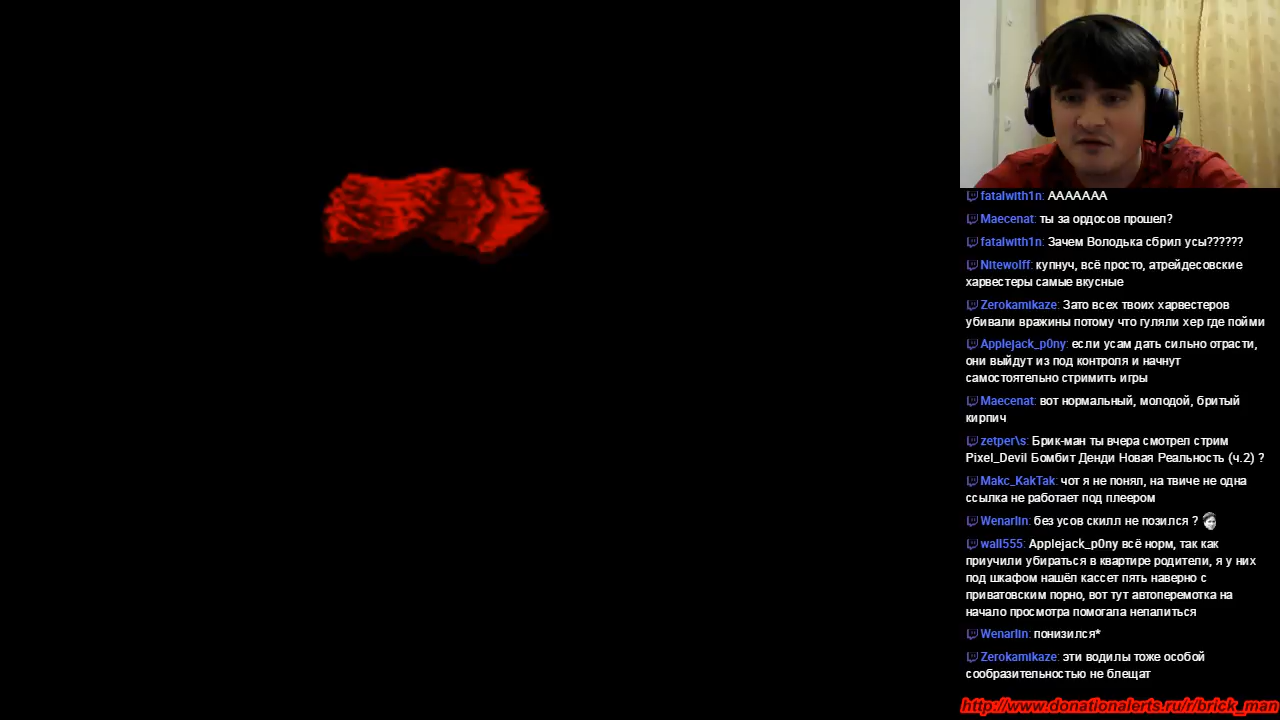 fatalwith1n: ААААААА
Maecenat: ты за ордосов прошел?
fatalwith1n: Зачем Володька сбрил усы??????
Nitewolff: купнуч, всё просто, атрейдесовские
харвестеры самые вкусные
Zerokamikaze: Зато всех твоих харвестеров
убивали вражины потому что гуляли хер где пойми
Applejack_p0ny: если усам дать сильно отрасти,
они выйдут из под контроля и начнут
самостоятельно стримить игры
Maecenat: вот нормальный, молодой, бритый
кирпич
zetper\s: Брик-ман ты вчера смотрел стрим
Pixel_Devil Бомбит Денди Новая Реальность (ч.2) ?
Makc_KakTak: чот я не понял, на твиче не одна
ссылка не работает под плеером
Wenarlin: без усов скилл не позился ?
wall555: Applejack_p0ny всё норм, так как
приучили убираться в квартире родители, я у них
под шкафом нашёл кассет пять наверно с
приватовским порно, вот тут автоперемотка на
начало просмотра помогала непалиться
Wenarlin: понизился*
Zerokamikaze: эти водилы тоже особой
сообразительностью не блещат
http://www.donationalerts.ru/r/brick_man